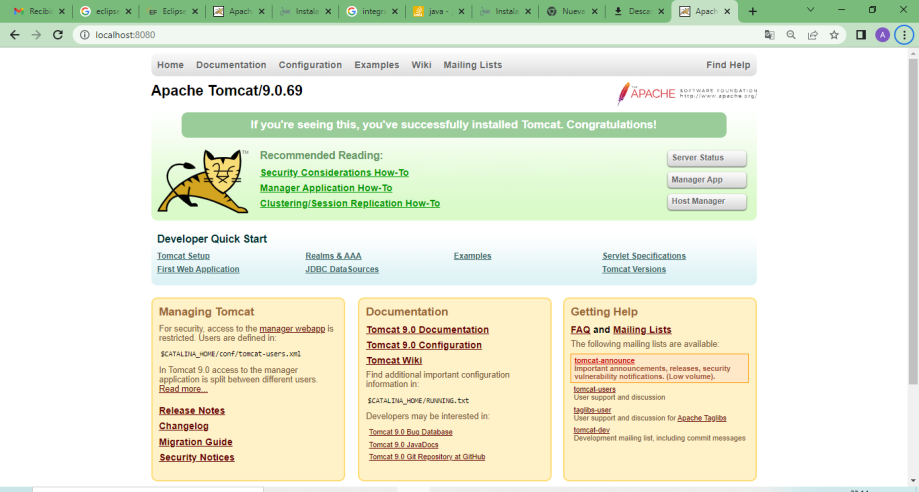 Recibi
eclips
EF Eclips
Apach
Instala
integra
java -
Instala
Nueva
Desca
Apach
localhost:8080
A
Home Documentation Configuration Examples Wiki Mailing Lists Find Help
Apache Tomcat/9.0.69
THE
APACHE SOFTWARE FOUNDATION
http://www.apache.org/
If you're seeing this, you've successfully installed Tomcat. Congratulations!
TM
Recommended Reading:
Security Considerations How-To
Manager Application How-To
Clustering/Session Replication How-To
Server Status
Manager App
Host Manager
Developer Quick Start
Tomcat Setup
First Web Application
Realms & AAA
JDBC DataSources
Examples
Servlet Specifications
Tomcat Versions
Managing Tomcat
For security, access to the manager webapp is
restricted. Users are defined in:
$CATALINA_HOME/conf/tomcat-users.xml
In Tomcat 9.0 access to the manager
application is split between different users.
Read more...
Release Notes
Changelog
Migration Guide
Security Notices
Documentation
Tomcat 9.0 Documentation
Tomcat 9.0 Configuration
Tomcat Wiki
Find additional important configuration
information in:
$CATALINA_HOME/RUNNING.txt
Developers may be interested in:
Tomcat 9.0 Bug Database
Tomcat 9.0 JavaDocs
Tomcat 9.0 Git Repository at GitHub
Getting Help
FAQ and Mailing Lists
The following mailing lists are available:
tomcat-announce
Important announcements, releases, security
vulnerability notifications. (Low volume).
tomcat-users
User support and discussion
taglibs-user
User support and discussion for Apache Taglibs
tomcat-dev
Development mailing list, including commit messages